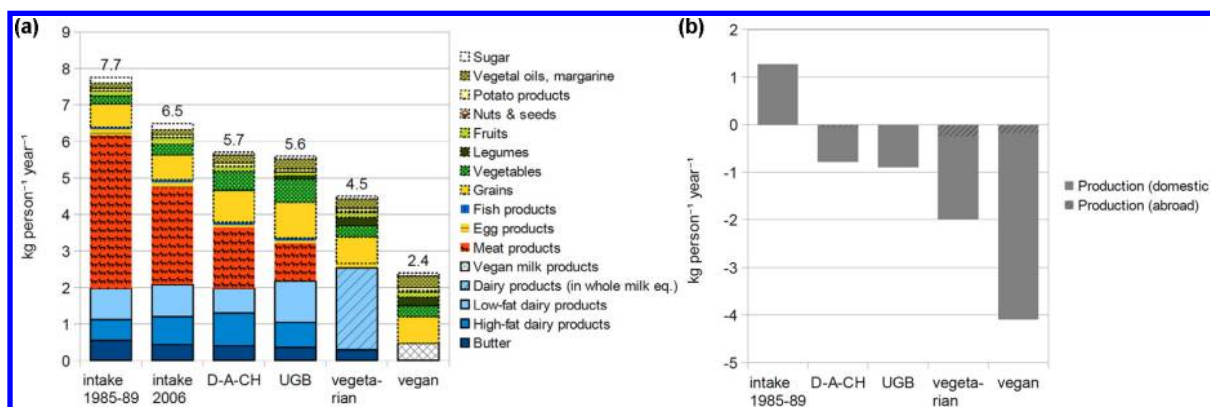 (a)
kg person⁻¹ year⁻¹
9
8
7
6
5
4
3
2
1
0
7.7
6.5
5.7
5.6
4.5
2.4
intake 1985-89
intake 2006
D-A-CH
UGB
vegeta-
rian
vegan
Sugar
Vegetal oils, margarine
Potato products
Nuts & seeds
Fruits
Legumes
Vegetables
Grains
Fish products
Egg products
Meat products
Vegan milk products
Dairy products (in whole milk eq.)
Low-fat dairy products
High-fat dairy products
Butter
(b)
kg person⁻¹ year⁻¹
2
1
0
-1
-2
-3
-4
-5
intake
1985-89
D-A-CH
UGB
vegeta-
rian
vegan
Production (domestic)
Production (abroad)